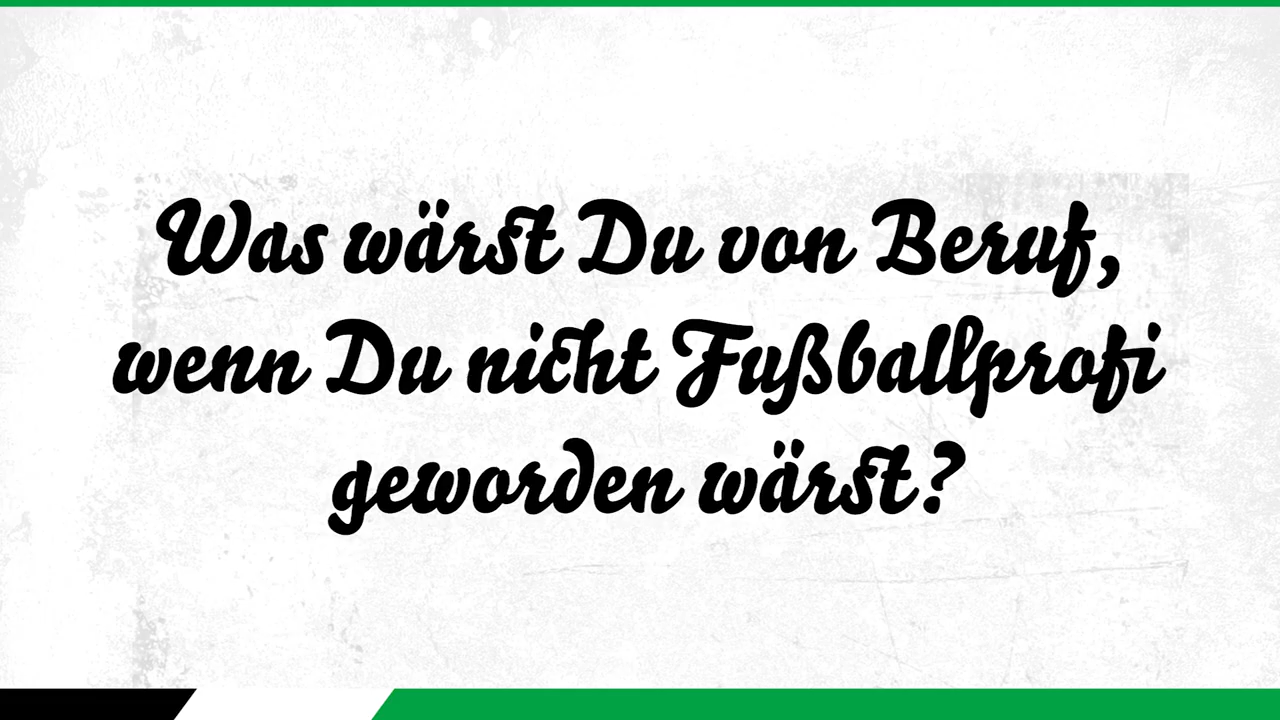 Was wärst Du von Beruf,
wenn Du nicht Fußballprofi
geworden wärst?